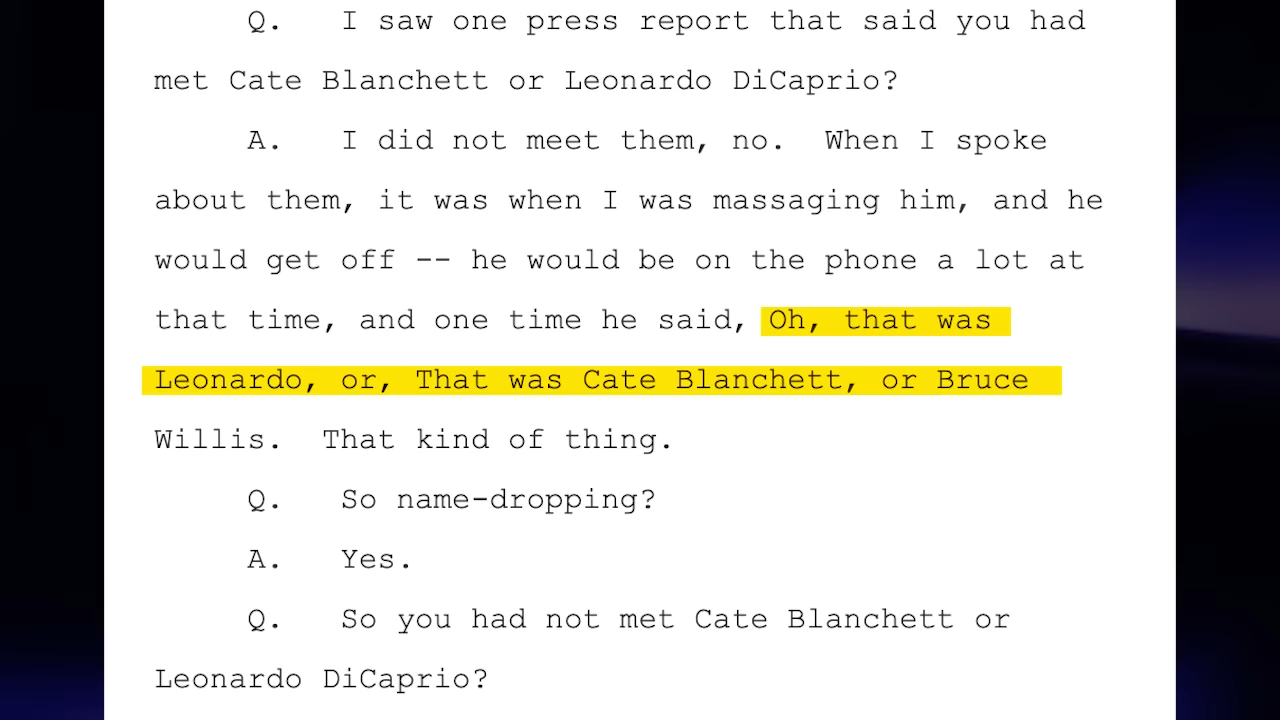 Q. I saw one press report that said you had
met Cate Blanchett or Leonardo DiCaprio?
A. I did not meet them, no. When I spoke
about them, it was when I was massaging him, and he
would get off -- he would be on the phone a lot at
that time, and one time he said, Oh, that was
Leonardo, or, That was Cate Blanchett, or Bruce
Willis. That kind of thing.
Q. So name-dropping?
A. Yes.
Q. So you had not met Cate Blanchett or
Leonardo DiCaprio?